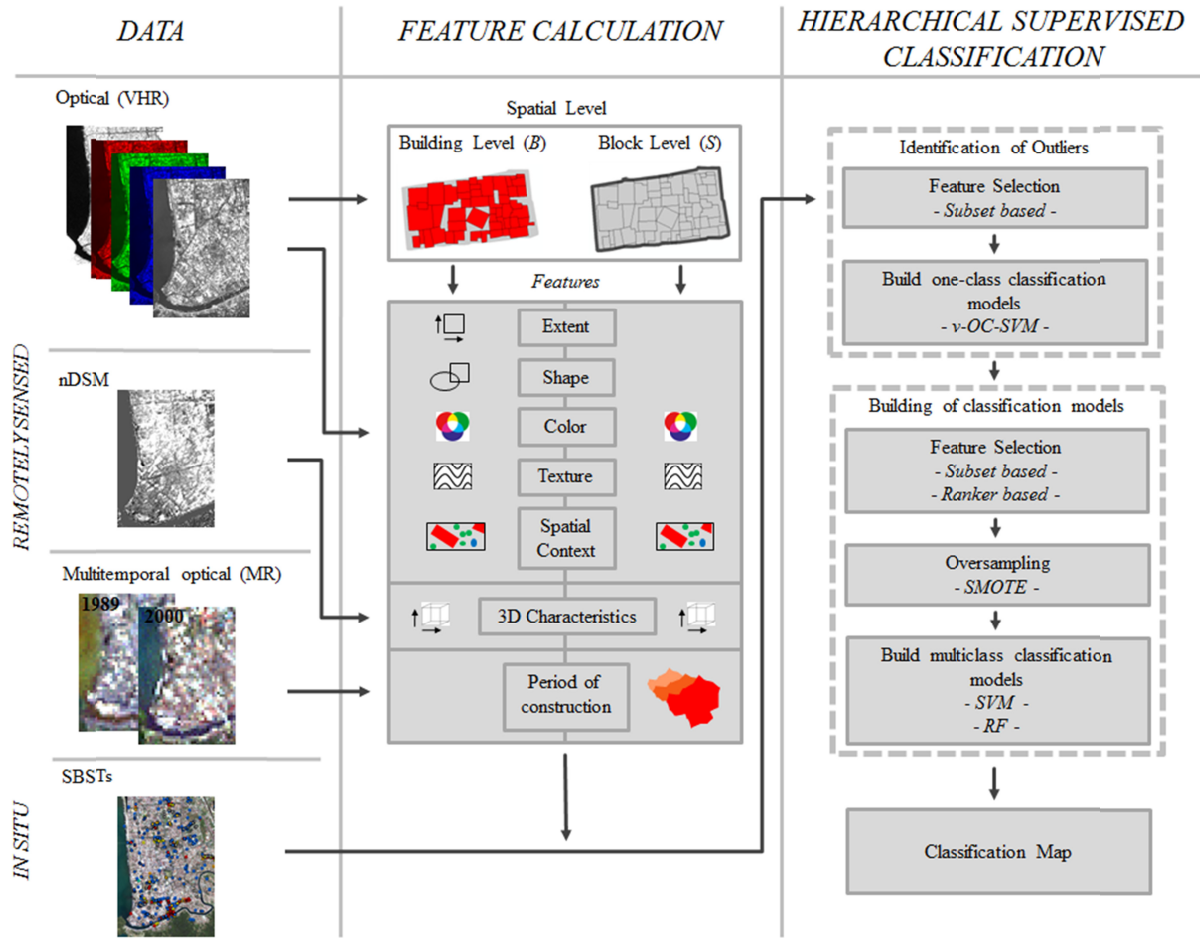 DATA
FEATURE CALCULATION
HIERARCHICAL SUPERVISED
CLASSIFICATION
REMOTELY SENSED
IN SITU
Optical (VHR)
nDSM
Multitemporal optical (MR)
1989
2000
SBSTs
Spatial Level
Building Level (B)
Block Level (S)
Features
Extent
Shape
Color
Texture
Spatial
Context
3D Characteristics
Period of
construction
Identification of Outliers
Feature Selection
- Subset based -
Build one-class classification
models
- ν-OC-SVM -
Building of classification models
Feature Selection
- Subset based -
- Ranker based -
Oversampling
- SMOTE -
Build multiclass classification
models
- SVM -
- RF -
Classification Map